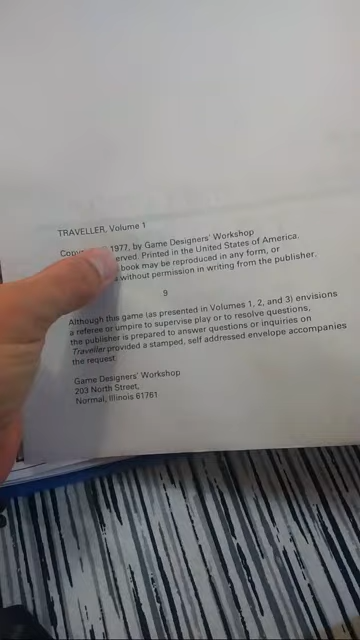 TRAVELLER, Volume 1
1977, by Game Designers' Workshop
Printed in the United States of America.
book may be reproduced in any form, or
without permission in writing from the publisher.
9
Although this game (as presented in Volumes 1, 2, and 3) envisions
a referee or umpire to supervise play or to resolve questions,
the publisher is prepared to answer questions or inquiries on
Traveller provided a stamped, self addressed envelope accompanies
the request.
Game Designers' Workshop
203 North Street,
Normal, Illinois 61761